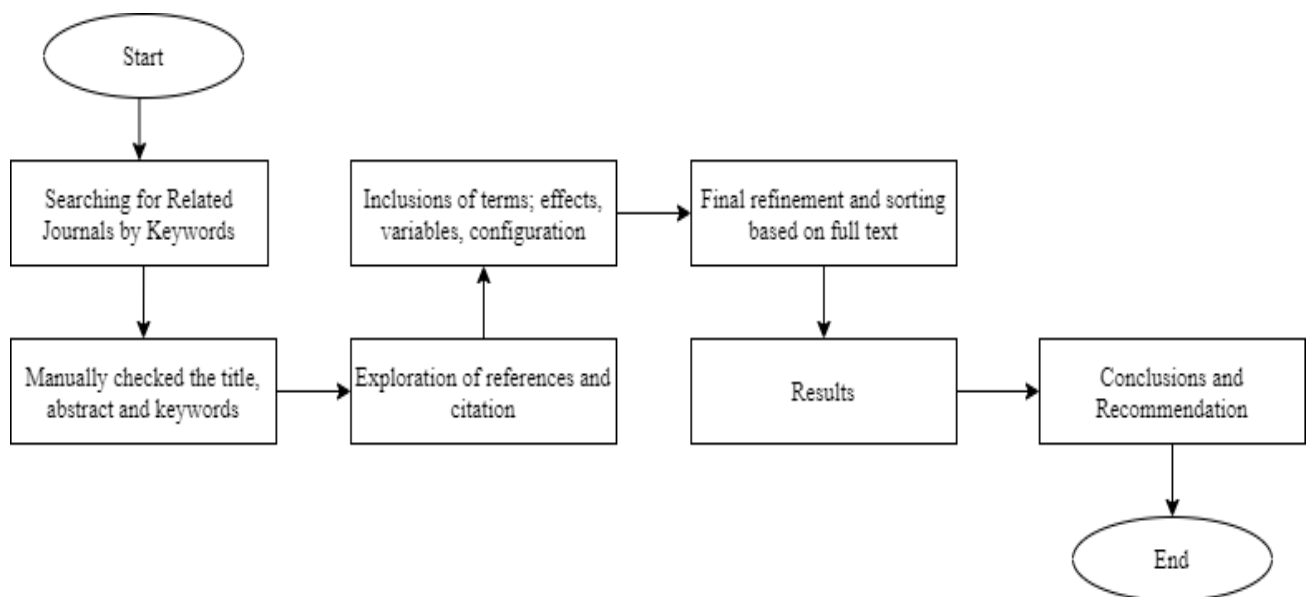 Start
Searching for Related
Journals by Keywords
Manually checked the title,
abstract and keywords
Exploration of references and
citation
Inclusions of terms; effects,
variables, configuration
Final refinement and sorting
based on full text
Results
Conclusions and
Recommendation
End